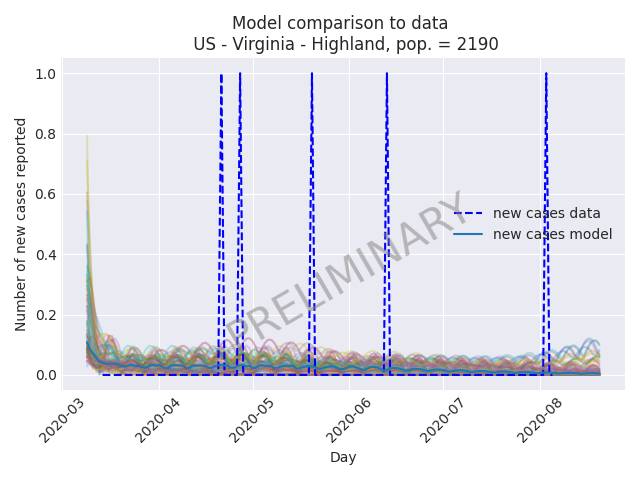 Model comparison to data
US - Virginia - Highland, pop. = 2190
Number of new cases reported
1.0
0.8
0.6
0.4
0.2
0.0
PRELIMINARY
new cases data
new cases model
2020-03
2020-04
2020-05
2020-06
2020-07
2020-08
Day